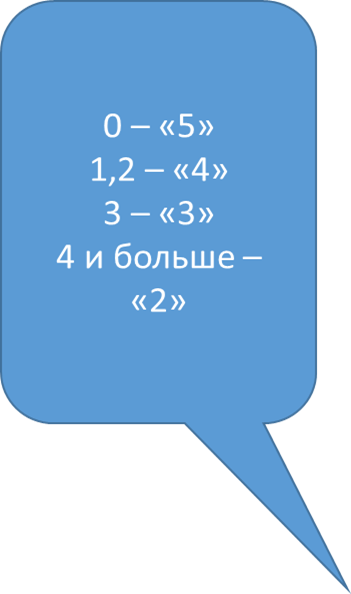 0 – «5»
1,2 – «4»
3 – «3»
4 и больше –
«2»